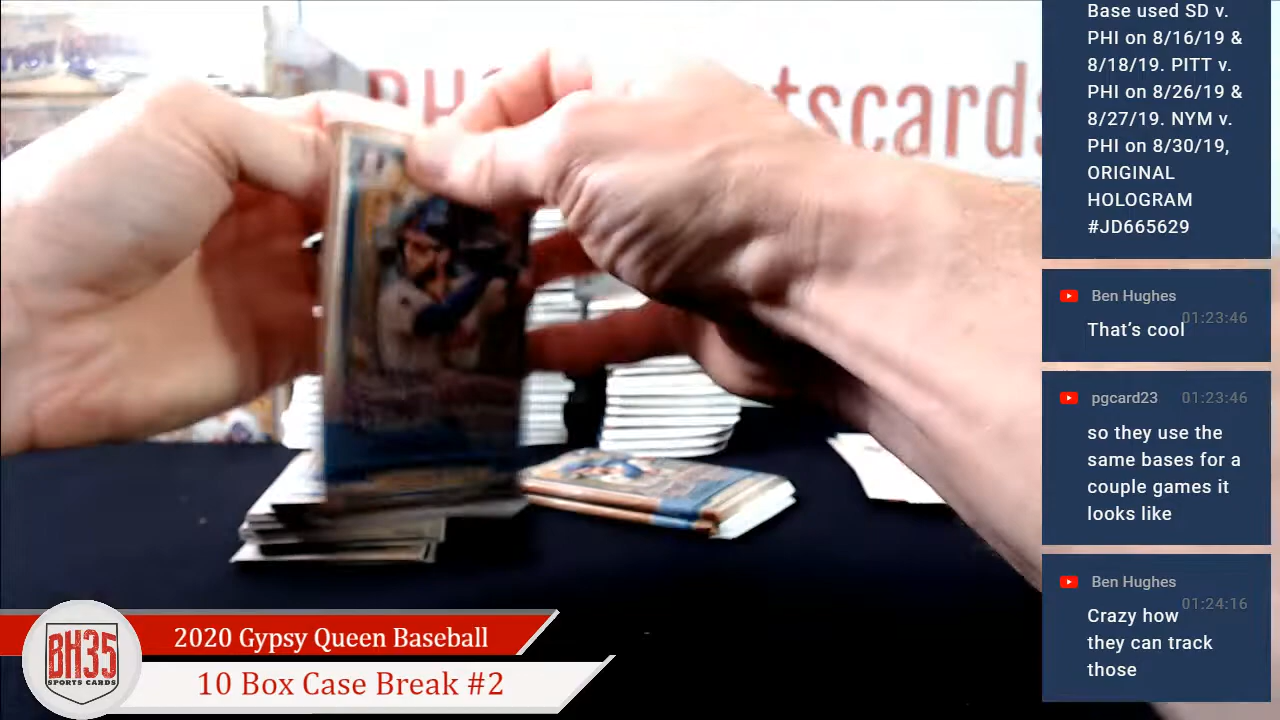 BH35 Sportscards
Base used SD v.
PHI on 8/16/19 &
8/18/19. PITT v.
PHI on 8/26/19 &
8/27/19. NYM v.
PHI on 8/30/19,
ORIGINAL
HOLOGRAM
#JD665629
Ben Hughes
01:23:46
That's cool
pgcard23 01:23:46
so they use the
same bases for a
couple games it
looks like
Ben Hughes
01:24:16
Crazy how
they can track
those
BH35
SPORTS CARDS
2020 Gypsy Queen Baseball
10 Box Case Break #2